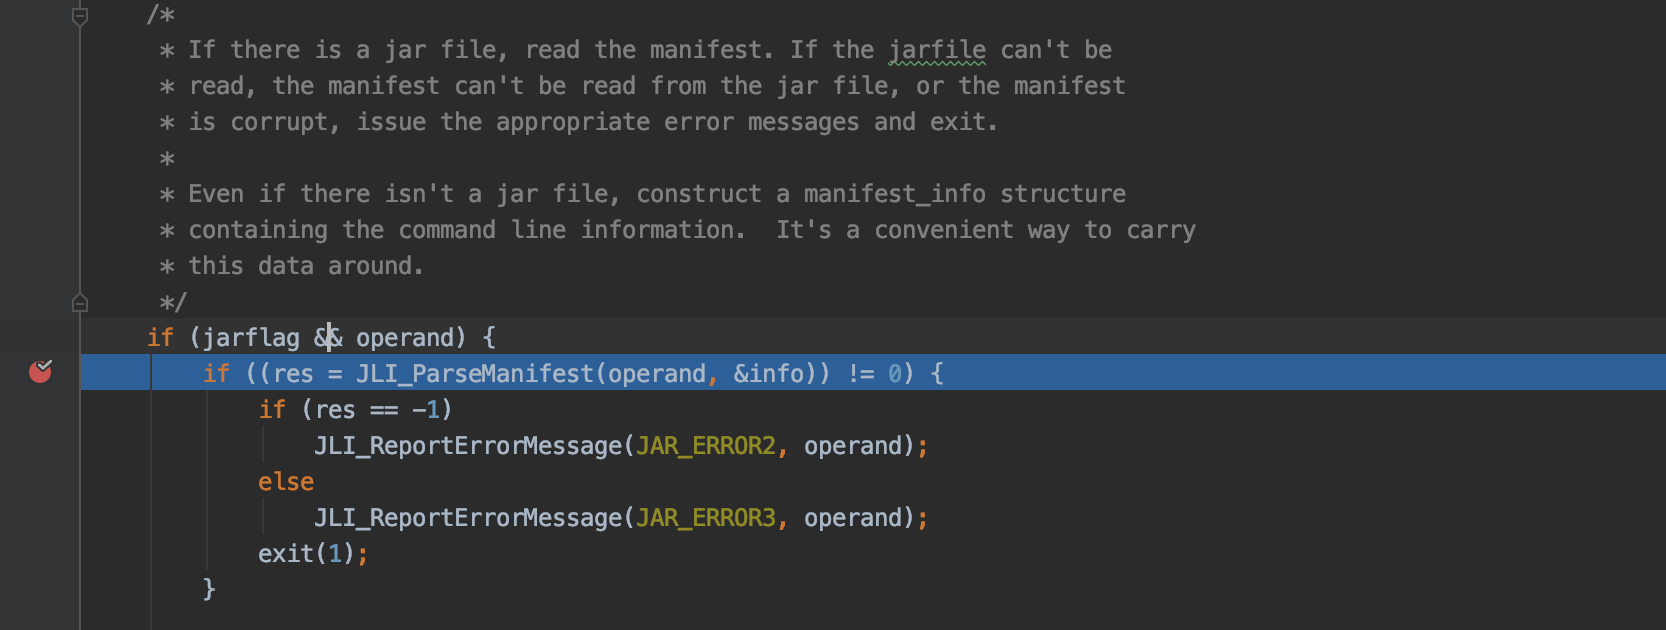 /*
* If there is a jar file, read the manifest. If the jarfile can't be
* read, the manifest can't be read from the jar file, or the manifest
* is corrupt, issue the appropriate error messages and exit.
*
* Even if there isn't a jar file, construct a manifest_info structure
* containing the command line information.  It's a convenient way to carry
* this data around.
*/
if (jarflag && operand) {
if ((res = JLI_ParseManifest(operand, &info)) != 0) {
if (res == -1)
JLI_ReportErrorMessage(JAR_ERROR2, operand);
else
JLI_ReportErrorMessage(JAR_ERROR3, operand);
exit(1);
}